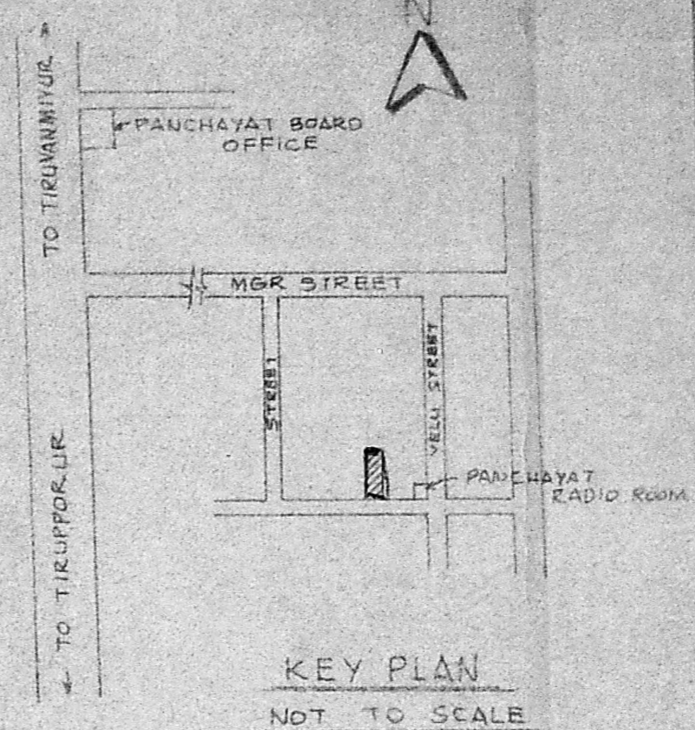 N
TO TIRUVANMIYUR
PANCHAYAT BOARD
OFFICE
MGR STREET
STREET
VELU STREET
PANCHAYAT
RADIO ROOM
TO TIRUPPORUR
KEY PLAN
NOT TO SCALE